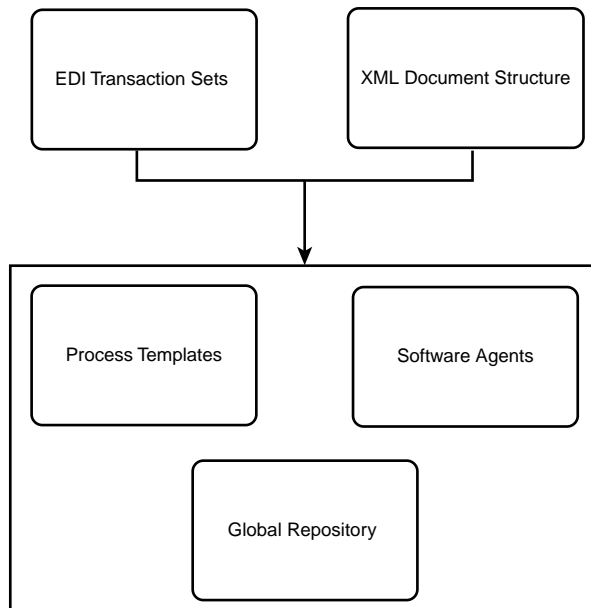 EDI Transaction Sets
XML Document Structure
Process Templates
Software Agents
Global Repository